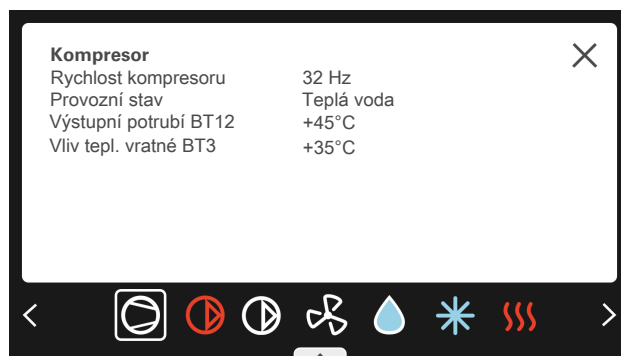 Kompresor
Rychlost kompresoru 32 Hz
Provozní stav Teplá voda
Výstupní potrubí BT12 +45°C
Vliv tepl. vratné BT3 +35°C